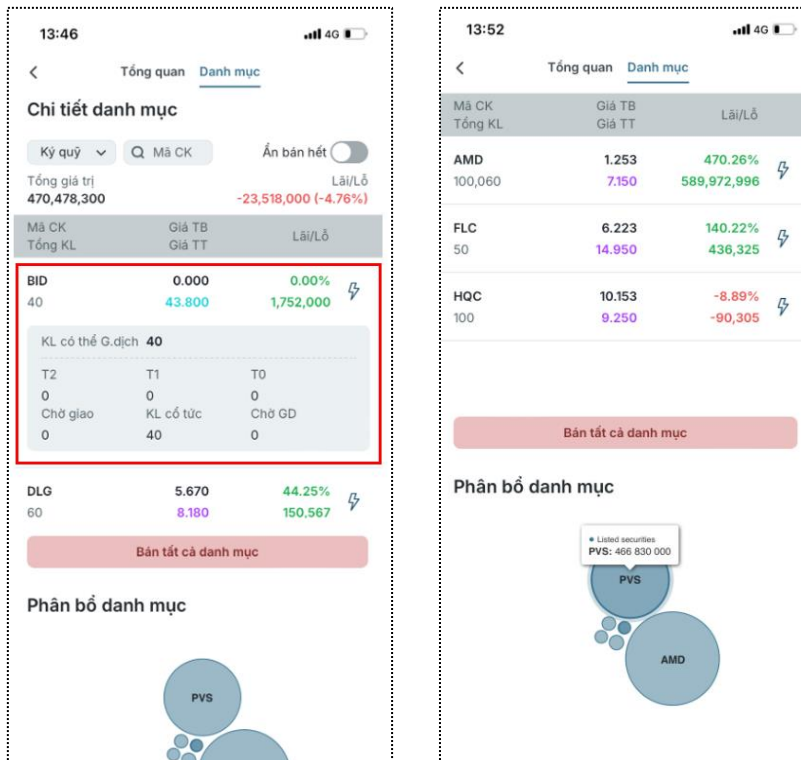 13:46
4G
Tổng quan Danh mục
Chi tiết danh mục
Ký quỹ Mã CK Ẩn bán hết
Tổng giá trị Lãi/Lỗ
470,478,300 -23,518,000 (-4.76%)
Mã CK Giá TB Lãi/Lỗ
Tổng KL Giá TT
BID 0.000 0.00%
40 43.800 1,752,000
KL có thể G.dịch 40
T2 T1 T0
0 0 0
Chờ giao KL cổ tức Chờ GD
0 40 0
DLG 5.670 44.25%
60 8.180 150,567
Bán tất cả danh mục
Phân bổ danh mục
PVS
13:52
4G
Tổng quan Danh mục
Mã CK Giá TB Lãi/Lỗ
Tổng KL Giá TT
AMD 1.253 470.26%
100,060 7.150 589,972,996
FLC 6.223 140.22%
50 14.950 436,325
HQC 10.153 -8.89%
100 9.250 -90,305
Bán tất cả danh mục
Phân bổ danh mục
Listed securities
PVS: 466 830 000
PVS
AMD